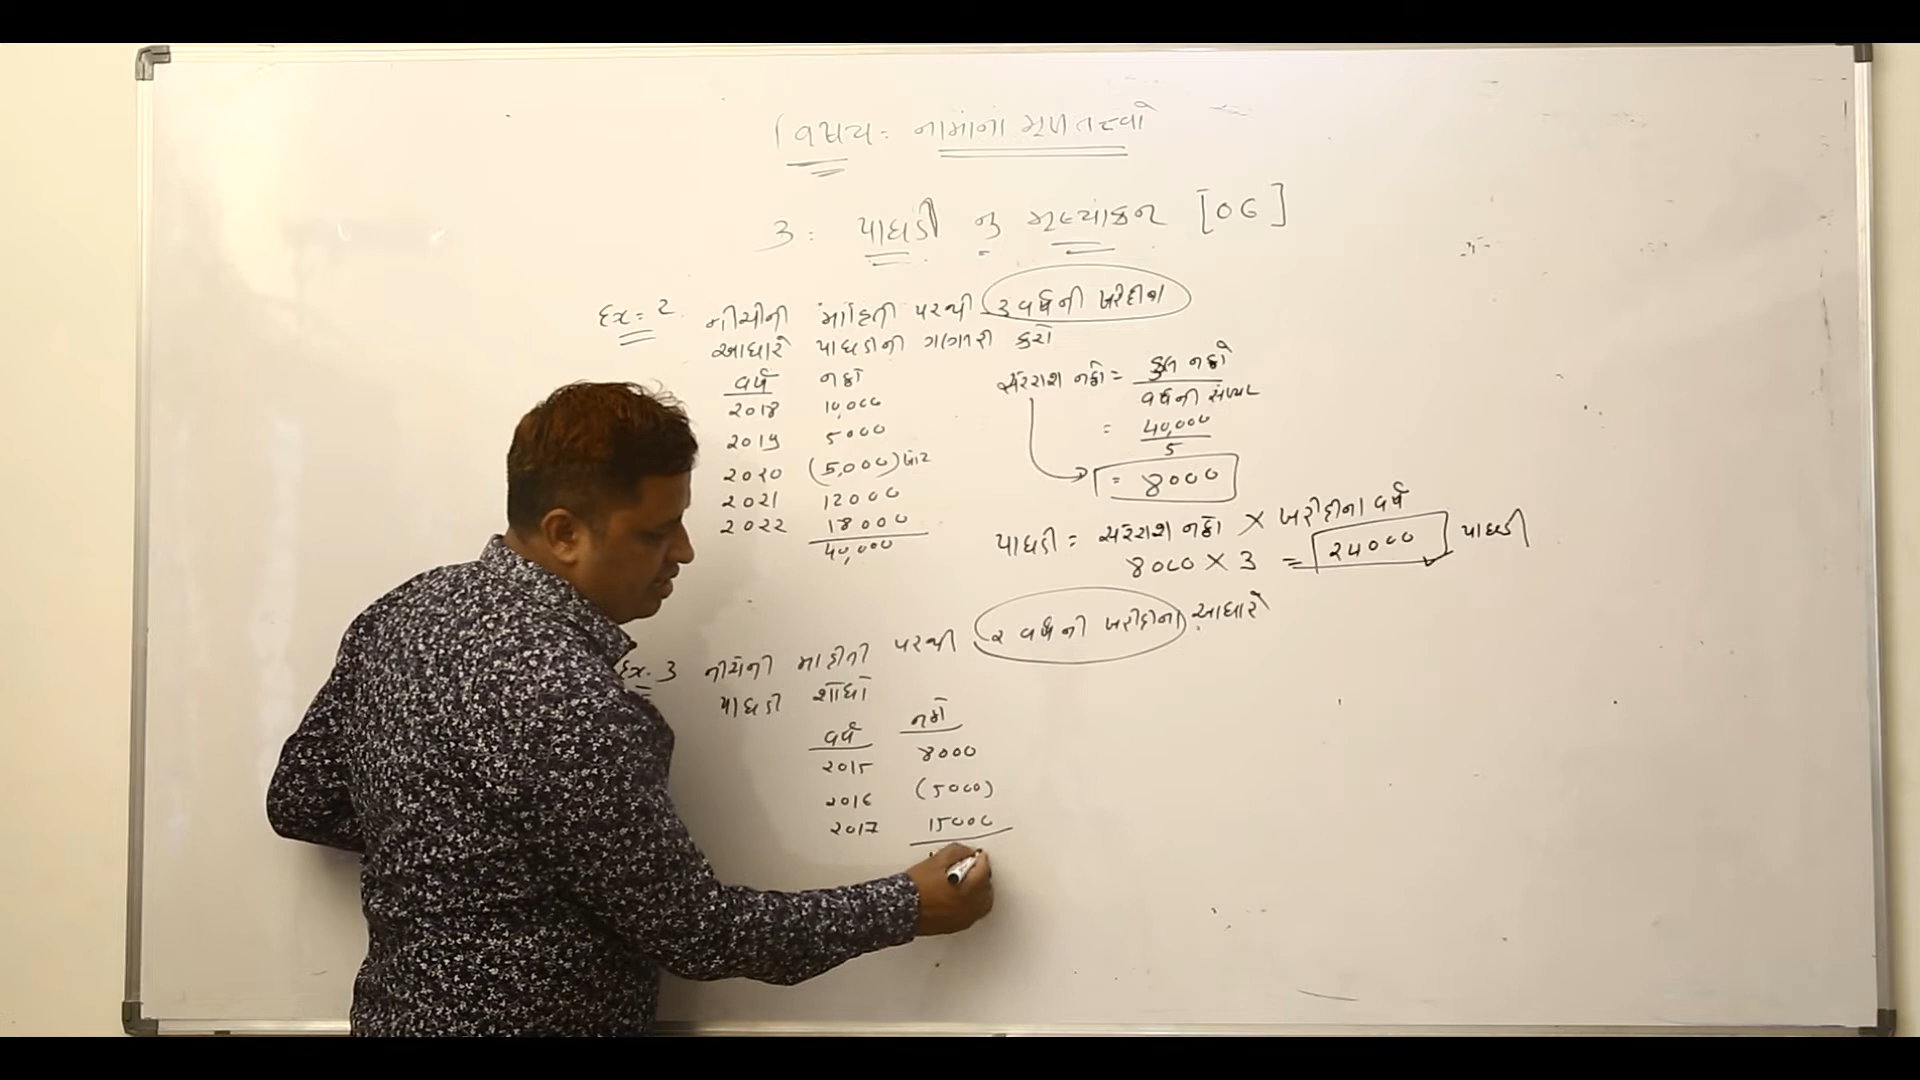 વિષય: નામાંના મૂળતત્ત્વો
3: પાઘડી નુ મૂલ્યાંકન [06]
Ex=2. નીચેની માહિતી પરથી 3 વર્ષની ખરીદીના
આધારે પાઘડીની ગણતરી કરો
વર્ષ નફો
2018 10,000
2019 5000
2020 (5,000) ખોટ
2021 12000
2022 18000
40,000
સરેરાશ નફો = કુલ નફો
વર્ષની સંખ્યા
= 40,000
5
= 8000
પાઘડી = સરેરાશ નફો × ખરીદીના વર્ષ
8000 × 3 = 24000 પાઘડી
Ex-3 નીચેની માહીતી પરથી 2 વર્ષની ખરીદીના આધારે
પાઘડી શોધો
વર્ષ નફો
2015 8000
2016 (5000)
2017 15000